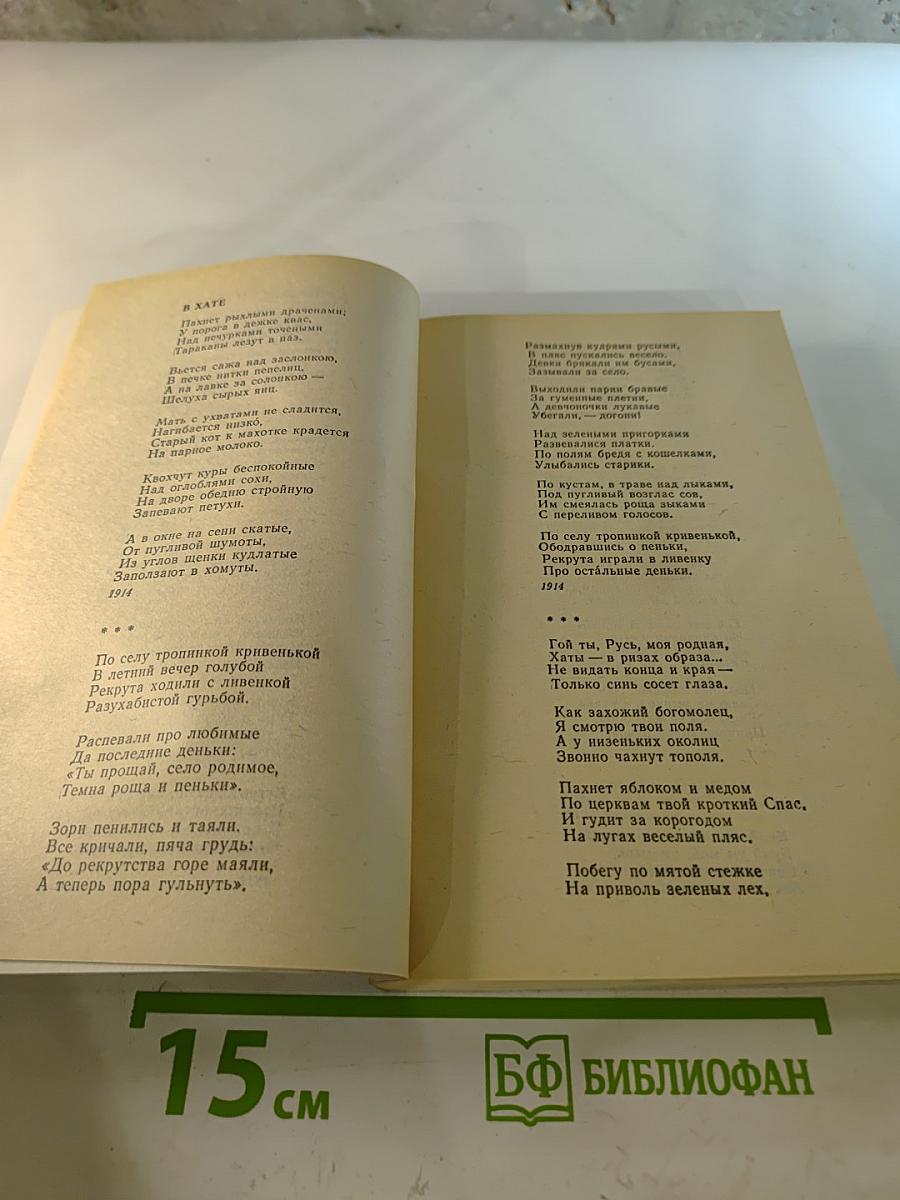 В ХАТЕ
Пахнет рыхлыми драченами;
У порога в дежке квас,
Над печурками точеными
Тараканы лезут в паз.
Вьется сажа над заслонкою,
В печке нитки попелиц,
А на лавке за солонкою —
Шелуха сырых яиц.
Мать с ухватами не сладится,
Нагибается низко́,
Старый кот к махотке крадется
На парное молоко.
Квохчут куры беспокойные
Над оглоблями сохи,
На дворе обедню стройную
Запевают петухи.
А в окне на сени скатые,
От пугливой шумоты,
Из углов щенки кудлатые
Заползают в хомуты.
1914
* * *
По селу тропинкой кривенькой
В летний вечер голубой
Рекрута ходили с ливенкой
Разухабистой гурьбой.
Распевали про любимые
Да последние деньки:
«Ты прощай, село родимое,
Темна роща и пеньки».
Зори пенились и таяли.
Все кричали, пяча грудь:
«До рекрутства горе маяли,
А теперь пора гульнуть».
Размахнув кудрями русыми,
В пляс пускались весело.
Девки брякали им бусами,
Зазывали за село.
Выходили парни бравые
За гуменные плетни,
А девчоночки лукавые
Убегали, — догони!
Над зелеными пригорками
Развевалися платки.
По полям бредя с кошелками,
Улыбались старики.
По кустам, в траве над лыками,
Под пугливый возглас сов,
Им смеялась роща зыками
С переливом голосов.
По селу тропинкой кривенькой,
Ободравшись о пеньки,
Рекрута играли в ливенку
Про оста́льные деньки.
1914
* * *
Гой ты, Русь, моя родная,
Хаты — в ризах образа...
Не видать конца и края —
Только синь сосет глаза.
Как захожий богомолец,
Я смотрю твои поля.
А у низеньких околиц
Звонно чахнут тополя.
Пахнет яблоком и медом
По церквам твой кроткий Спас.
И гудит за корогодом
На лугах веселый пляс.
Побегу по мятой стежке
На приволь зеленых лех,
15 см
БФ БИБЛИОФАН